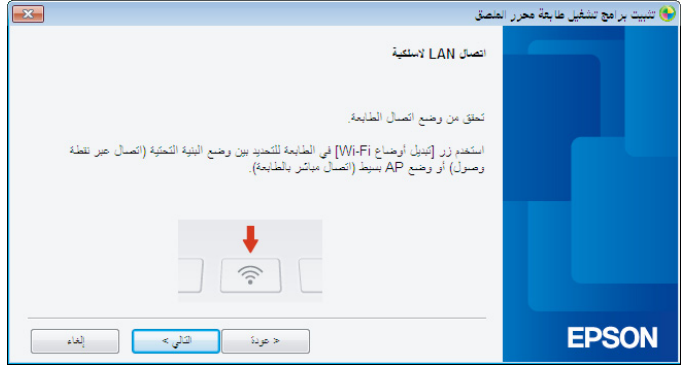 تثبيت برامج تشغيل طابعة محرر الملصق
اتصال LAN لاسلكية
تحقق من وضع اتصال الطابعة.
استخدم زر [تبديل أوضاع Wi-Fi] في الطابعة للتحديد بين وضع البنية التحتية (اتصال عبر نقطة
وصول) أو وضع AP بسيط (اتصال مباشر بالطابعة).
< عودة
التالي >
إلغاء
EPSON